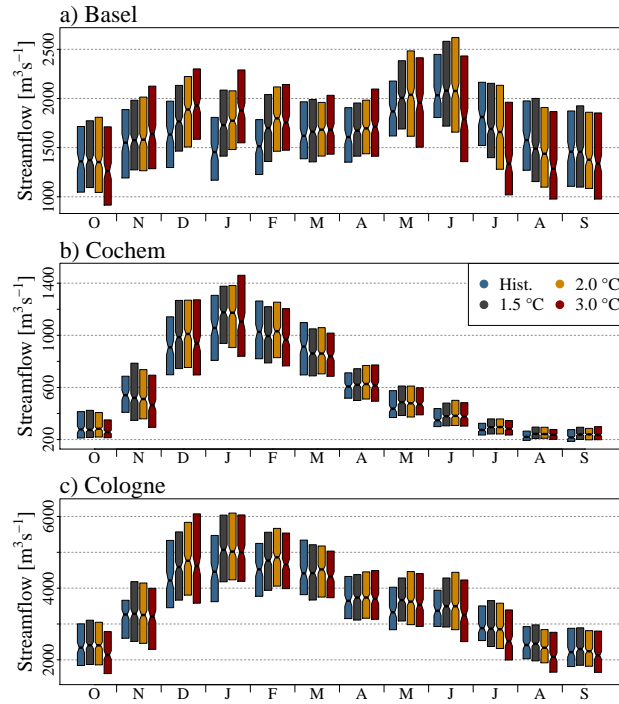 a) Basel
Streamflow [m³s⁻¹]
2500
2000
1500
1000
O N D J F M A M J J A S
b) Cochem
Streamflow [m³s⁻¹]
1400
1000
600
200
Hist. 2.0 °C
1.5 °C 3.0 °C
O N D J F M A M J J A S
c) Cologne
Streamflow [m³s⁻¹]
6000
4000
2000
O N D J F M A M J J A S